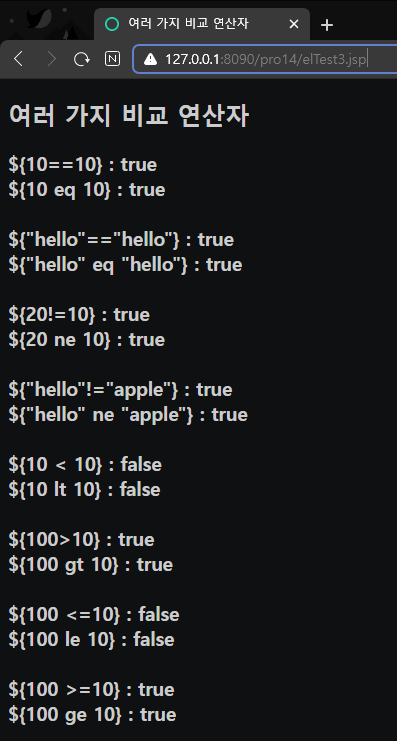 여러 가지 비교 연산자
127.0.0.1:8090/pro14/elTest3.jsp
여러 가지 비교 연산자
${10==10} : true
${10 eq 10} : true
${"hello"=="hello"} : true
${"hello" eq "hello"} : true
${20!=10} : true
${20 ne 10} : true
${"hello"!="apple"} : true
${"hello" ne "apple"} : true
${10 < 10} : false
${10 lt 10} : false
${100>10} : true
${100 gt 10} : true
${100 <=10} : false
${100 le 10} : false
${100 >=10} : true
${100 ge 10} : true